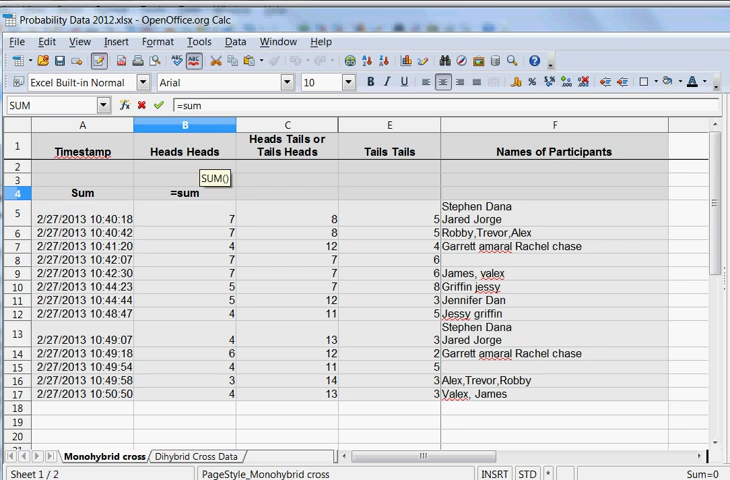 Probability Data 2012.xlsx - OpenOffice.org Calc
File Edit View Insert Format Tools Data Window Help
Excel Built-in Normal Arial 10 B I U
SUM =sum
A B C E F
1 Timestamp Heads Heads Heads Tails or Tails Heads Tails Tails Names of Participants
2
3 SUM()
4 Sum =sum
5 2/27/2013 10:40:18 7 8 5 Stephen Dana
Jared Jorge
6 2/27/2013 10:40:42 7 8 5 Robby,Trevor,Alex
7 2/27/2013 10:41:20 4 12 4 Garrett amaral Rachel chase
8 2/27/2013 10:42:07 7 7 6
9 2/27/2013 10:42:30 7 7 6 James, valex
10 2/27/2013 10:44:23 5 7 8 Griffin jessy
11 2/27/2013 10:44:44 5 12 3 Jennifer Dan
12 2/27/2013 10:48:47 4 11 5 Jessy griffin
13 2/27/2013 10:49:07 4 13 3 Stephen Dana
Jared Jorge
14 2/27/2013 10:49:18 6 12 2 Garrett amaral Rachel chase
15 2/27/2013 10:49:54 4 11 5
16 2/27/2013 10:49:58 3 14 3 Alex,Trevor,Robby
17 2/27/2013 10:50:50 4 13 3 Valex, James
18
19
20
Monohybrid cross Dihybrid Cross Data
Sheet 1 / 2 PageStyle_Monohybrid cross INSRT STD * Sum=0